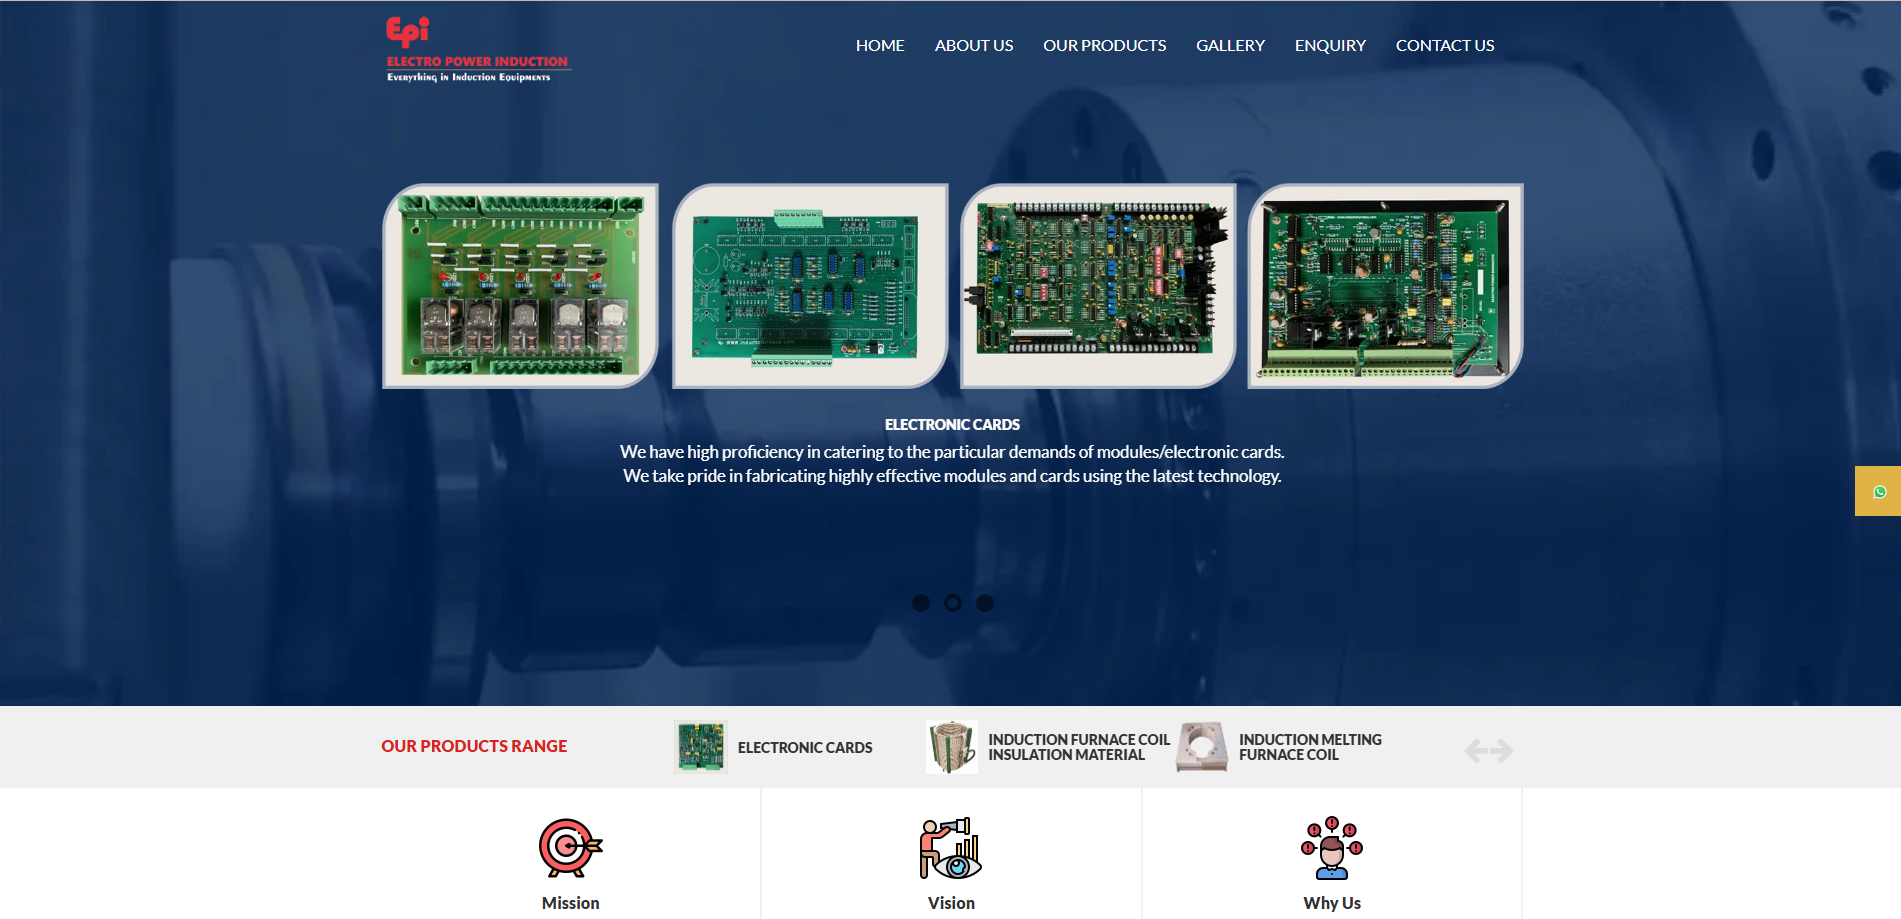 Epi
ELECTRO POWER INDUCTION
Everything in Induction Equipments
HOME
ABOUT US
OUR PRODUCTS
GALLERY
ENQUIRY
CONTACT US
www.inductofurnace.com
ELECTRONIC CARDS
We have high proficiency in catering to the particular demands of modules/electronic cards.
We take pride in fabricating highly effective modules and cards using the latest technology.
OUR PRODUCTS RANGE
ELECTRONIC CARDS
INDUCTION FURNACE COIL
INSULATION MATERIAL
INDUCTION MELTING
FURNACE COIL
Mission
Vision
Why Us